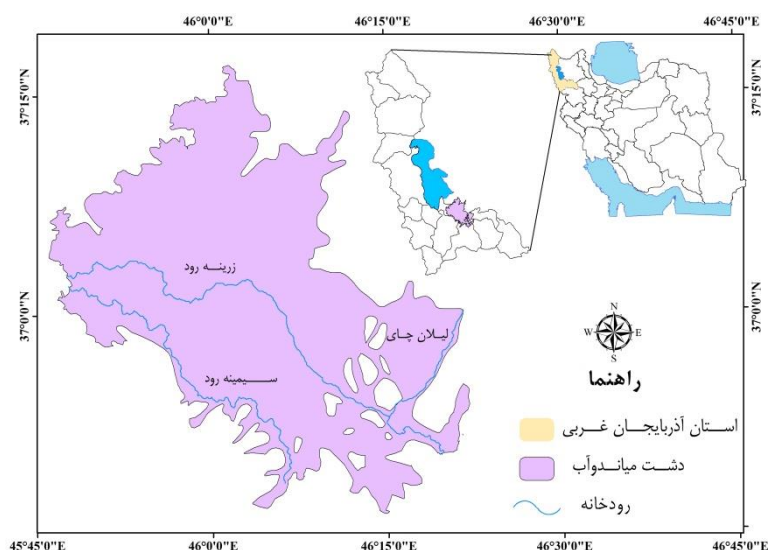 46°0'0"E 46°15'0"E 46°30'0"E 46°45'0"E
37°15'0"N
37°15'0"N
زرینه رود
37°0'0"N
37°0'0"N
لیلان چای
سیمینه رود
N
W E
S
راهنما
استان آذربایجان غربی
دشت میاندوآب
رودخانه
45°45'0"E 46°0'0"E 46°15'0"E 46°30'0"E 46°45'0"E